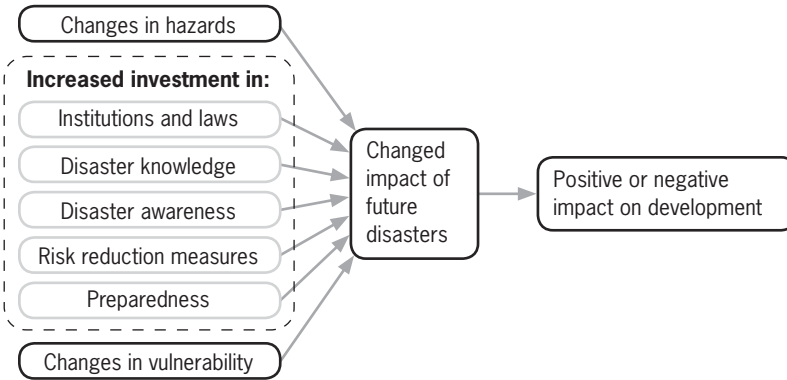 Changes in hazards
Increased investment in:
Institutions and laws
Disaster knowledge
Disaster awareness
Risk reduction measures
Preparedness
Changes in vulnerability
Changed
impact of
future
disasters
Positive or negative
impact on development